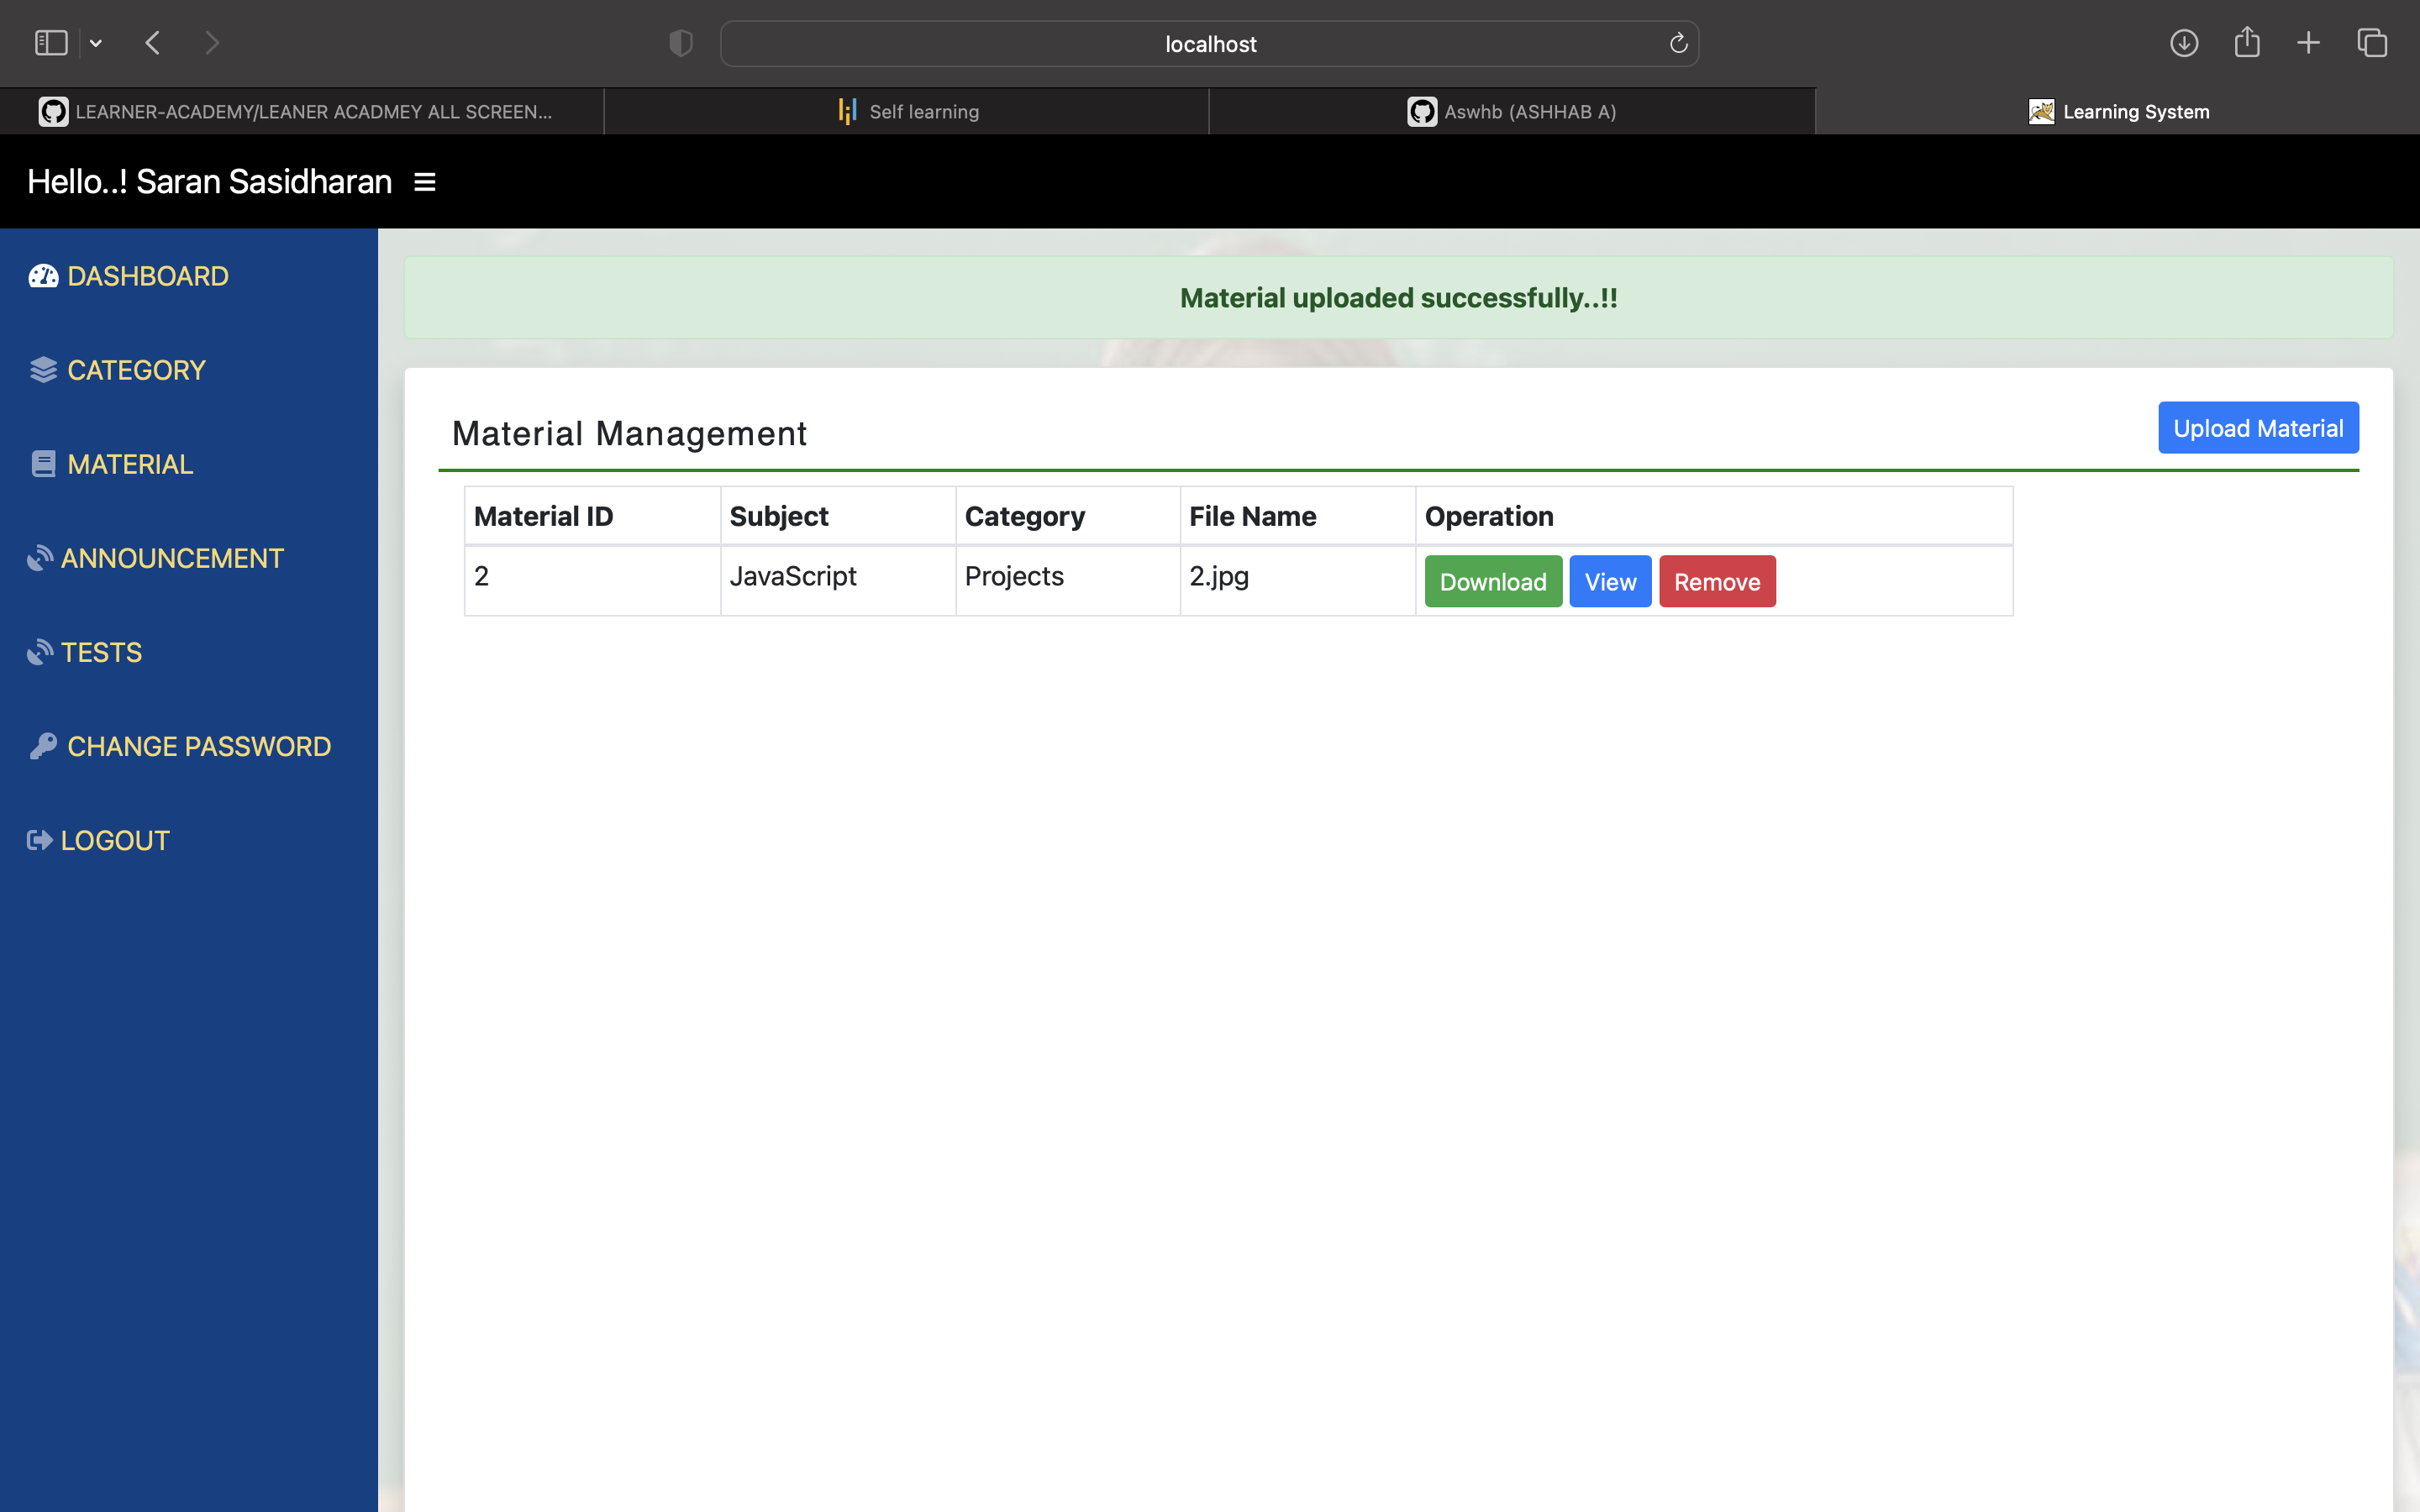 localhost
LEARNER-ACADEMY/LEANER ACADMEY ALL SCREEN...
Self learning
Aswhb (ASHHAB A)
Learning System
Hello..! Saran Sasidharan
DASHBOARD
CATEGORY
MATERIAL
ANNOUNCEMENT
TESTS
CHANGE PASSWORD
LOGOUT
Material uploaded successfully..!!
Material Management
Upload Material
Material ID Subject Category File Name Operation
2 JavaScript Projects 2.jpg Download View Remove